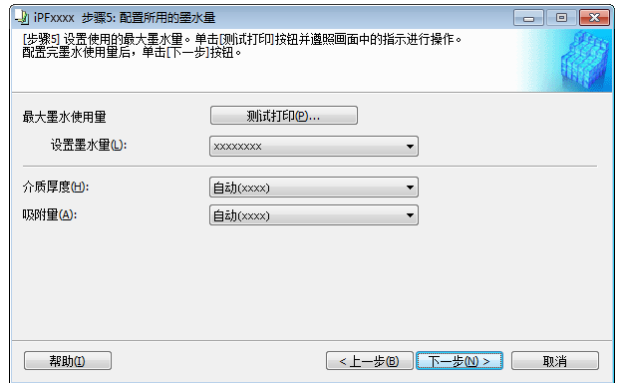 iPFxxxx 步骤5: 配置所用的墨水量
[步骤5] 设置使用的最大墨水量。单击[测试打印]按钮并遵照画面中的指示进行操作。
配置完墨水使用量后，单击[下一步]按钮。
最大墨水使用量 测试打印(P)...
设置墨水量(L): xxxxxxxx
介质厚度(H): 自动(xxxx)
吸附量(A): 自动(xxxx)
帮助(I) < 上一步(B) 下一步(N) > 取消